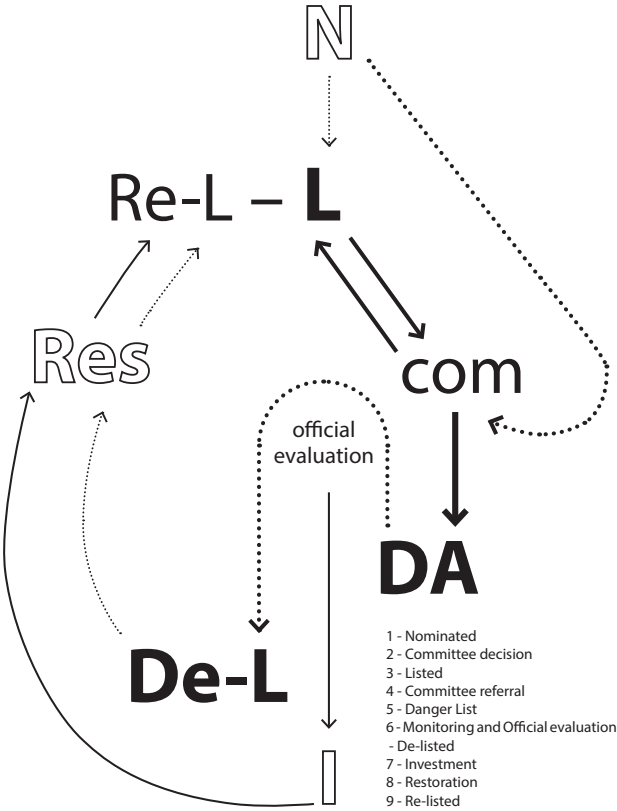 N
Re-L – L
Res
com
official
evaluation
DA
De-L
I
1 - Nominated
2 - Committee decision
3 - Listed
4 - Committee referral
5 - Danger List
6 - Monitoring and Official evaluation
- De-listed
7 - Investment
8 - Restoration
9 - Re-listed